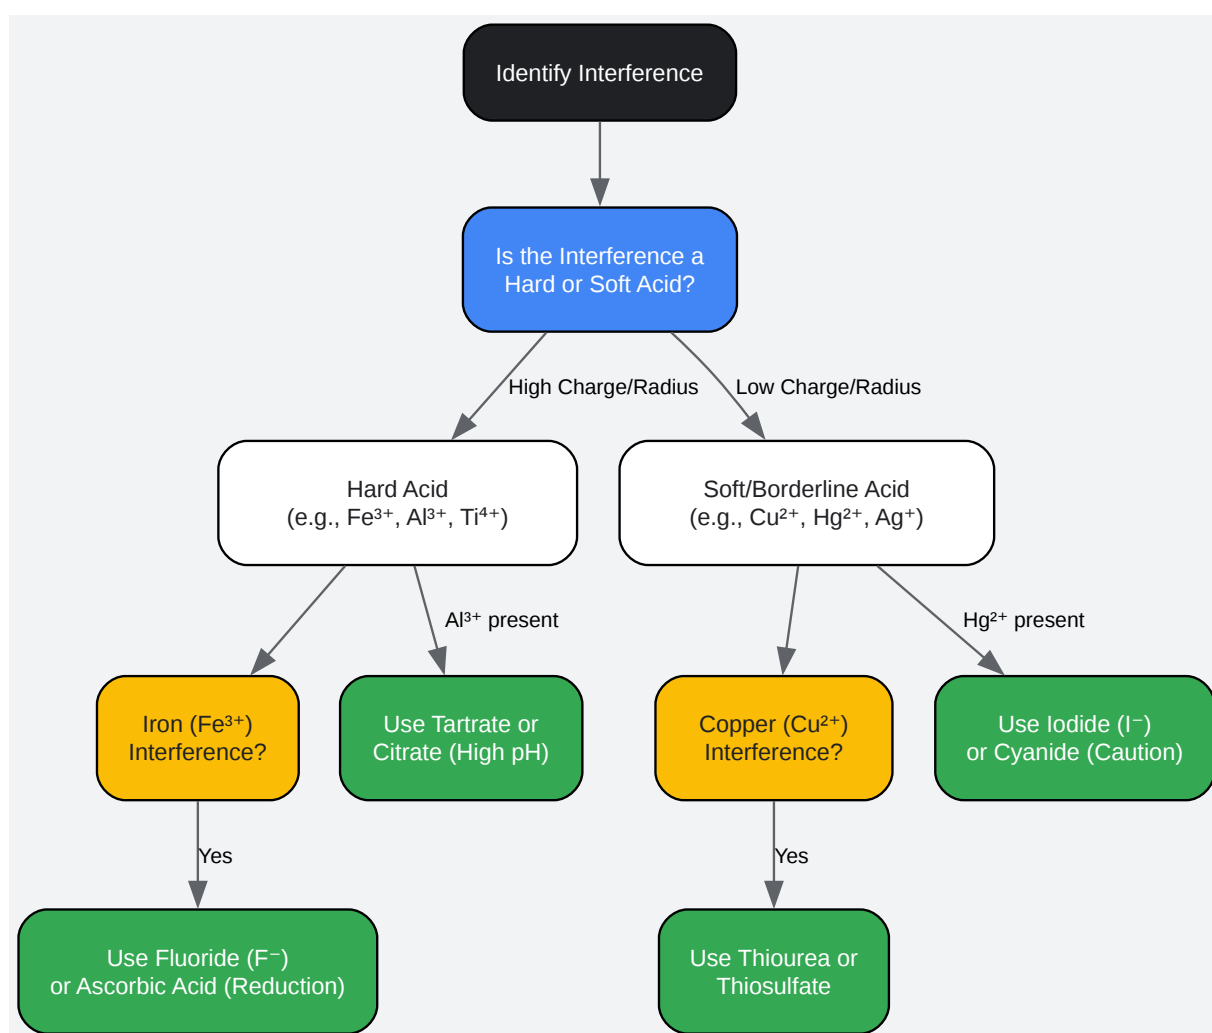 Identify Interference
Is the Interference a
Hard or Soft Acid?
High Charge/Radius
Low Charge/Radius
Hard Acid
(e.g., Fe³⁺, Al³⁺, Ti⁴⁺)
Soft/Borderline Acid
(e.g., Cu²⁺, Hg²⁺, Ag⁺)
Al³⁺ present
Hg²⁺ present
Iron (Fe³⁺)
Interference?
Use Tartrate or
Citrate (High pH)
Copper (Cu²⁺)
Interference?
Use Iodide (I⁻)
or Cyanide (Caution)
Yes
Yes
Use Fluoride (F⁻)
or Ascorbic Acid (Reduction)
Use Thiourea or
Thiosulfate